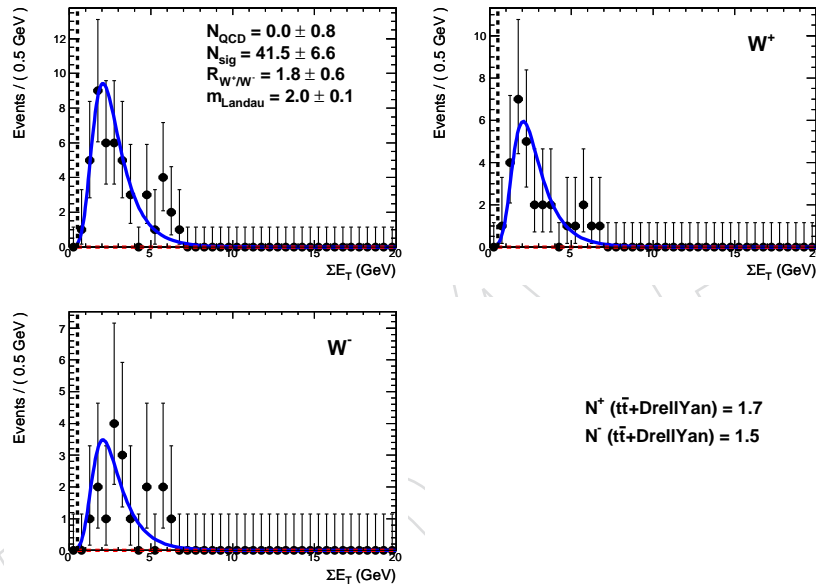 Events / ( 0.5 GeV )
12
10
8
6
4
2
0
N_QCD = 0.0 ± 0.8
N_sig = 41.5 ± 6.6
R_W⁺/W⁻ = 1.8 ± 0.6
m_Landau = 2.0 ± 0.1
0 5 10 15 20
ΣE_T (GeV)
Events / ( 0.5 GeV )
10
8
6
4
2
0
W⁺
0 5 10 15 20
ΣE_T (GeV)
Events / ( 0.5 GeV )
7
6
5
4
3
2
1
0
W⁻
0 5 10 15 20
ΣE_T (GeV)
N⁺ (tt̄+DrellYan) = 1.7
N⁻ (tt̄+DrellYan) = 1.5